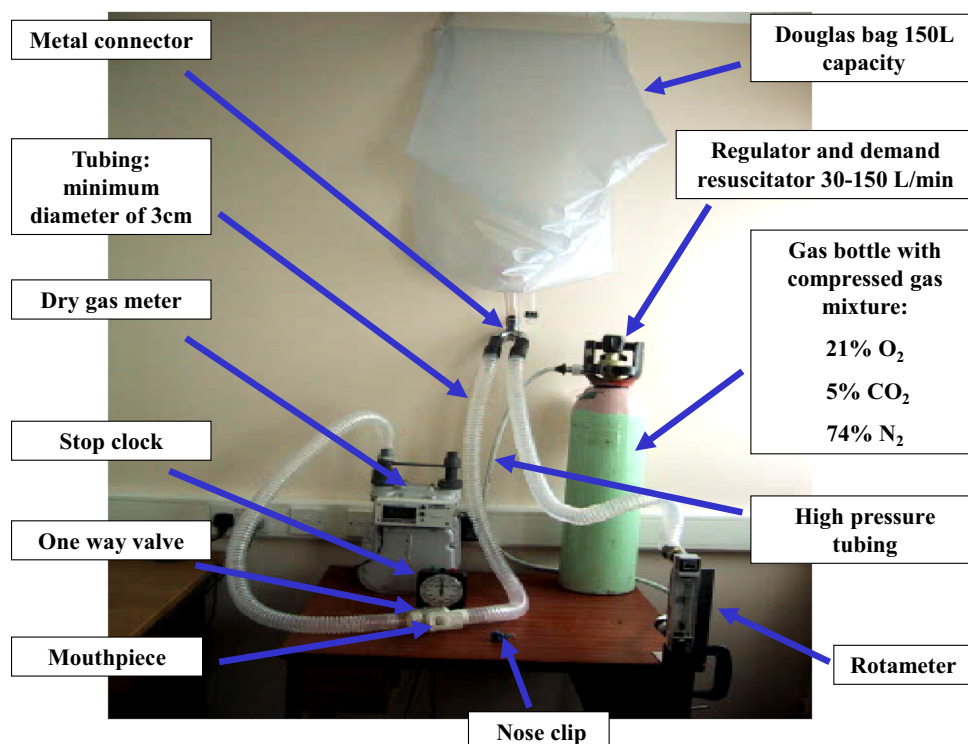 Metal connector
Douglas bag 150L
capacity
Tubing:
minimum
diameter of 3cm
Regulator and demand
resuscitator 30-150 L/min
Dry gas meter
Gas bottle with
compressed gas
mixture:
21% O₂
5% CO₂
74% N₂
Stop clock
One way valve
High pressure
tubing
Mouthpiece
Rotameter
Nose clip